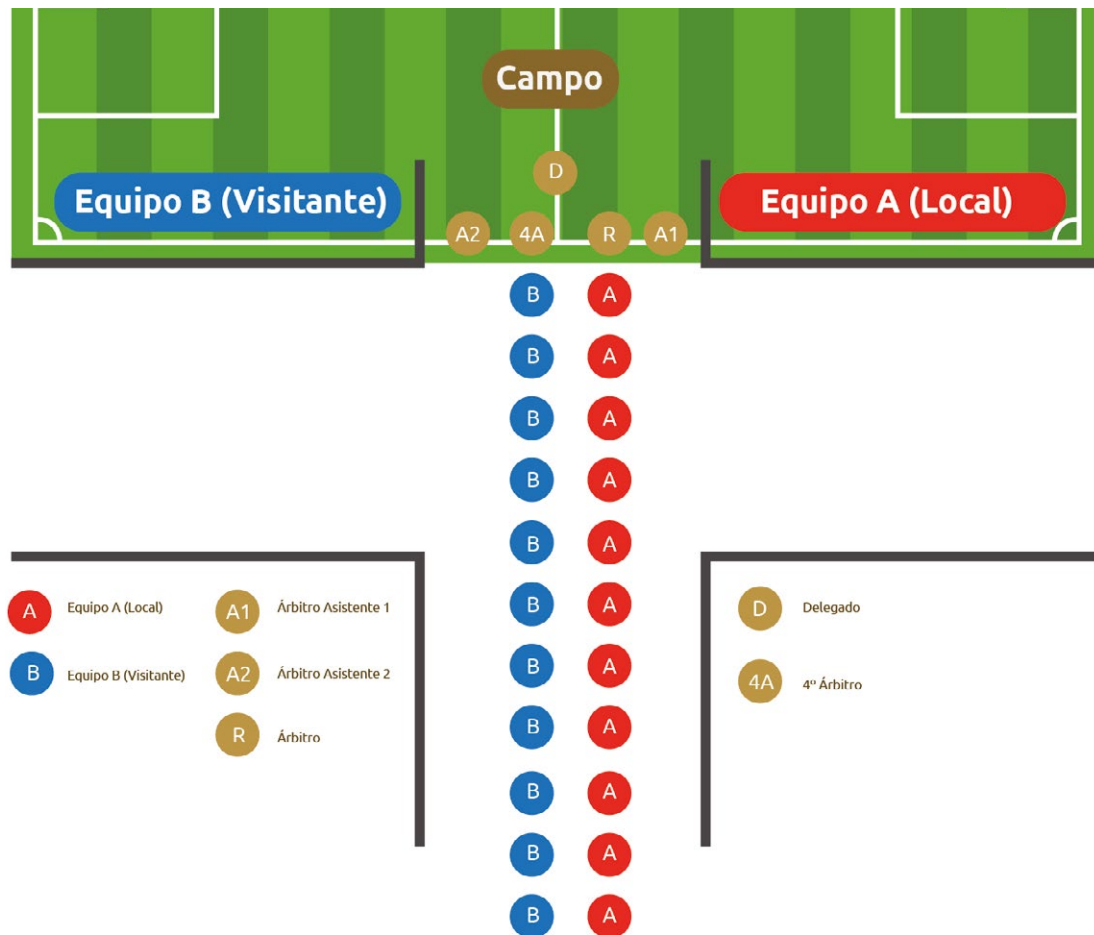 Campo
D
Equipo B (Visitante)
Equipo A (Local)
A2 4A R A1
B A
B A
B A
B A
B A
B A
B A
B A
B A
B A
B A
A Equipo A (Local)
B Equipo B (Visitante)
A1 Árbitro Asistente 1
A2 Árbitro Asistente 2
R Árbitro
D Delegado
4A 4º Árbitro